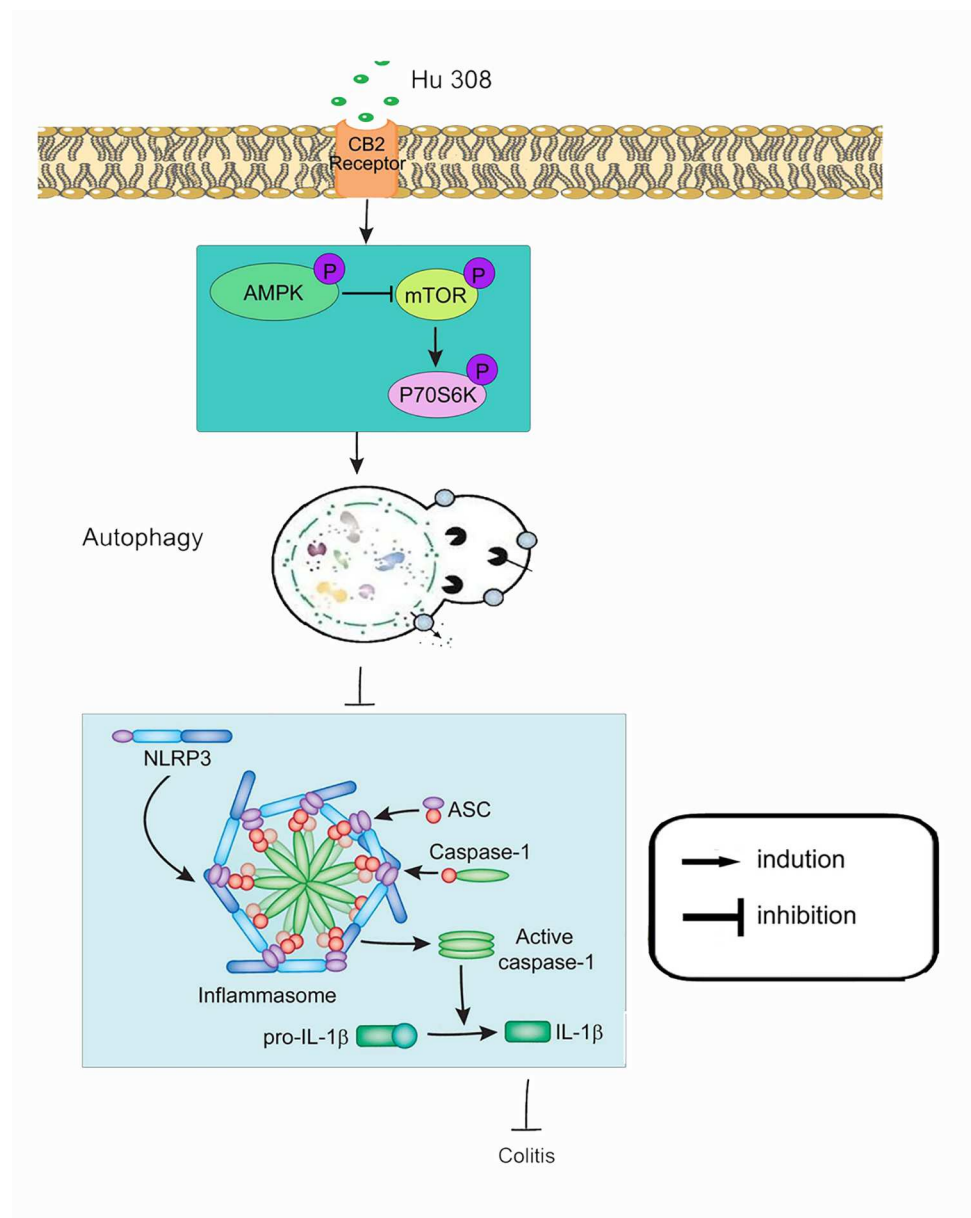 Hu 308
CB2
Receptor
P
P
AMPK
mTOR
P
P70S6K
Autophagy
NLRP3
ASC
Caspase-1
Active
caspase-1
Inflammasome
pro-IL-1β
IL-1β
indution
inhibition
Colitis